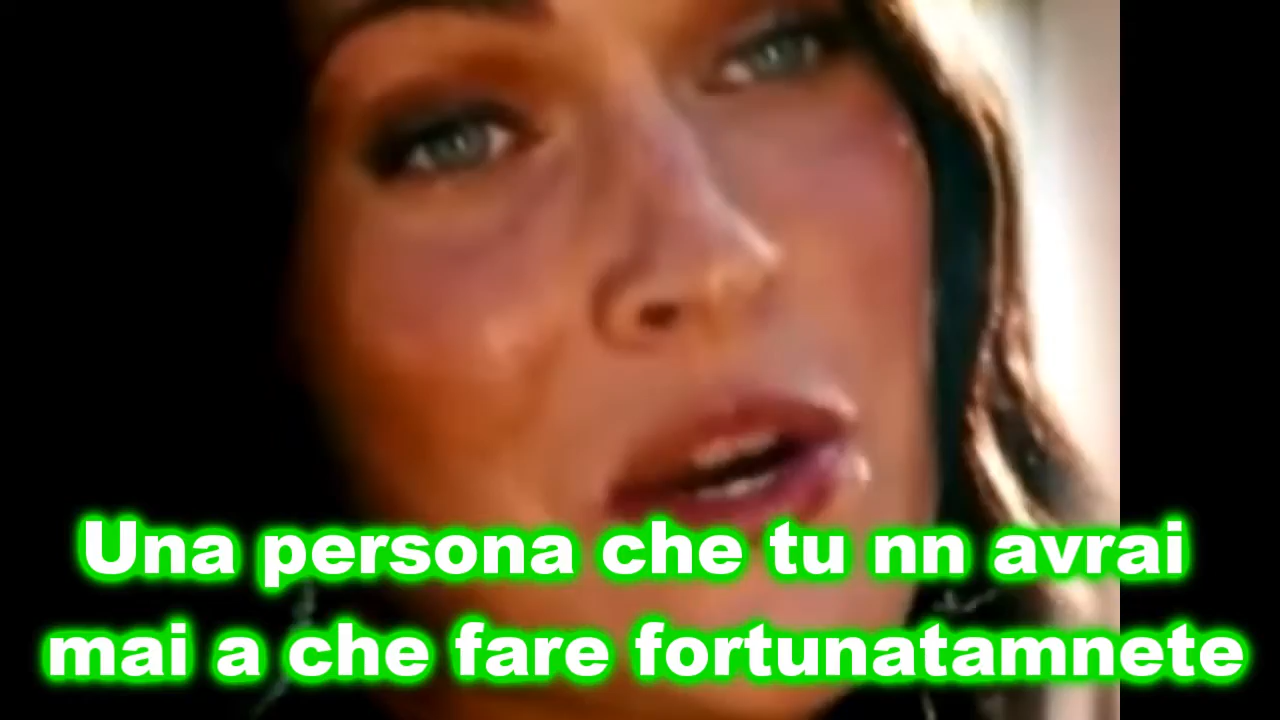 Una persona che tu nn avrai
mai a che fare fortunatamnete